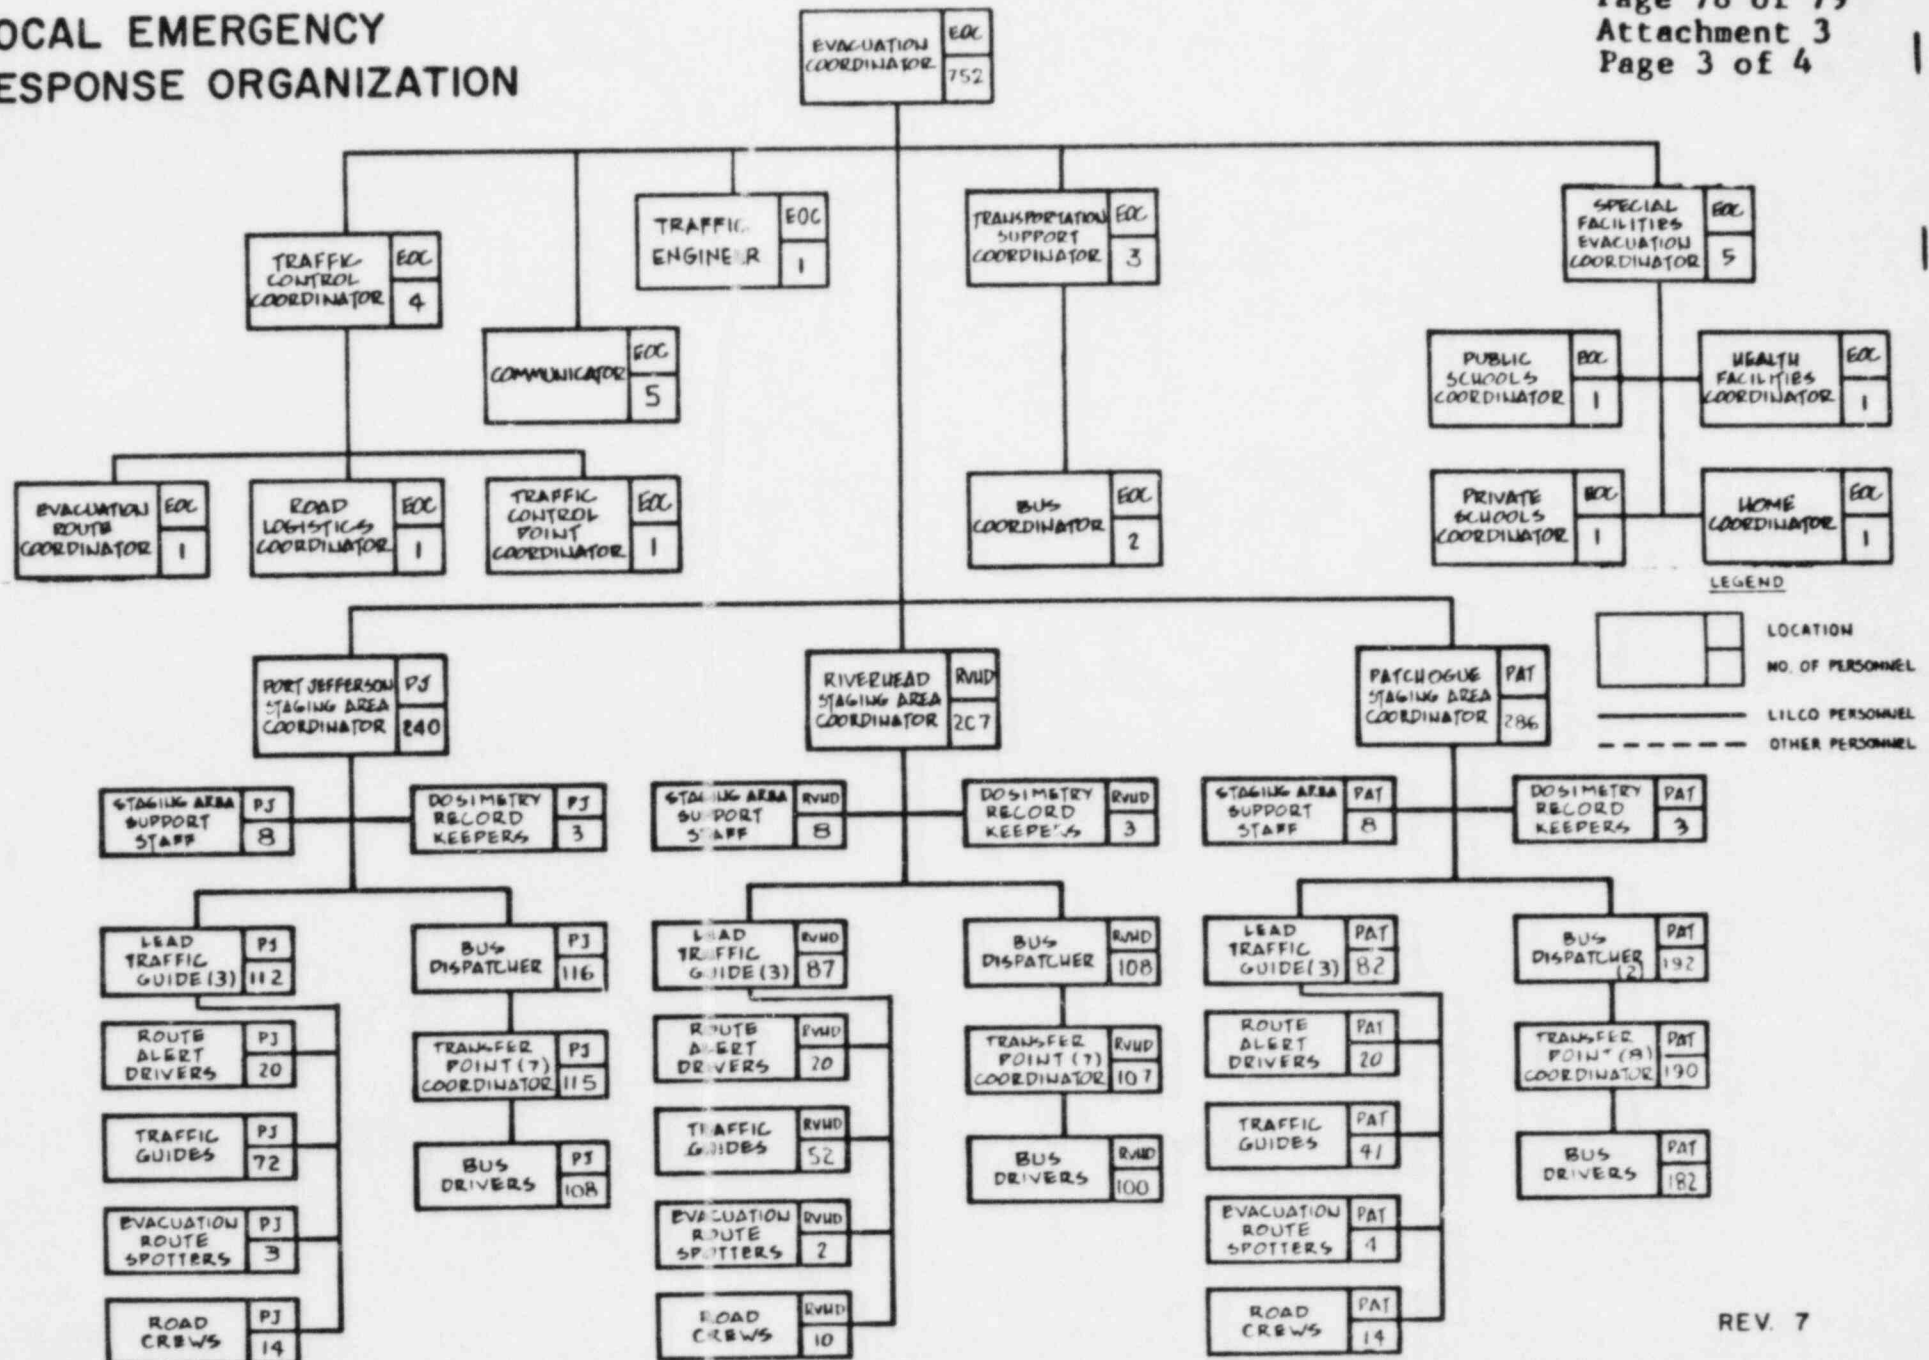 OCAL EMERGENCY
ESPONSE ORGANIZATION
Page 78 of 79
Attachment 3
Page 3 of 4
EVACUATION
COORDINATOR
EOC
752
TRAFFIC
CONTROL
COORDINATOR
EOC
4
COMMUNICATOR
EOC
5
TRAFFIC
ENGINEER
EOC
1
TRANSPORTATION
SUPPORT
COORDINATOR
EOC
3
SPECIAL
FACILITIES
EVACUATION
COORDINATOR
EOC
5
PUBLIC
SCHOOLS
COORDINATOR
EOC
1
HEALTH
FACILITIES
COORDINATOR
EOC
1
EVACUATION
ROUTE
COORDINATOR
EOC
1
ROAD
LOGISTICS
COORDINATOR
EOC
1
TRAFFIC
CONTROL
POINT
COORDINATOR
EOC
1
BUS
COORDINATOR
EOC
2
PRIVATE
SCHOOLS
COORDINATOR
EOC
1
HOME
COORDINATOR
EOC
1
LEGEND
LOCATION
NO. OF PERSONNEL
LILCO PERSONNEL
OTHER PERSONNEL
PORT JEFFERSON
STAGING AREA
COORDINATOR
PJ
240
RIVERHEAD
STAGING AREA
COORDINATOR
RVHD
207
PATCHOGUE
STAGING AREA
COORDINATOR
PAT
286
STAGING AREA
SUPPORT
STAFF
PJ
8
DOSIMETRY
RECORD
KEEPERS
PJ
3
STAGING AREA
SUPPORT
STAFF
RVHD
8
DOSIMETRY
RECORD
KEEPERS
RVHD
3
STAGING AREA
SUPPORT
STAFF
PAT
8
DOSIMETRY
RECORD
KEEPERS
PAT
3
LEAD
TRAFFIC
GUIDE (3)
PJ
112
BUS
DISPATCHER
PJ
116
LEAD
TRAFFIC
GUIDE (3)
RVHD
87
BUS
DISPATCHER
RVHD
108
LEAD
TRAFFIC
GUIDE (3)
PAT
82
BUS
DISPATCHER
(2)
PAT
192
ROUTE
ALERT
DRIVERS
PJ
20
TRANSFER
POINT (7)
COORDINATOR
PJ
115
ROUTE
ALERT
DRIVERS
RVHD
20
TRANSFER
POINT (7)
COORDINATOR
RVHD
107
ROUTE
ALERT
DRIVERS
PAT
20
TRANSFER
POINT (8)
COORDINATOR
PAT
190
TRAFFIC
GUIDES
PJ
72
BUS
DRIVERS
PJ
108
TRAFFIC
GUIDES
RVHD
52
BUS
DRIVERS
RVHD
100
TRAFFIC
GUIDES
PAT
41
BUS
DRIVERS
PAT
182
EVACUATION
ROUTE
SPOTTERS
PJ
3
EVACUATION
ROUTE
SPOTTERS
RVHD
2
EVACUATION
ROUTE
SPOTTERS
PAT
4
ROAD
CREWS
PJ
14
ROAD
CREWS
RVHD
10
ROAD
CREWS
PAT
14
REV. 7